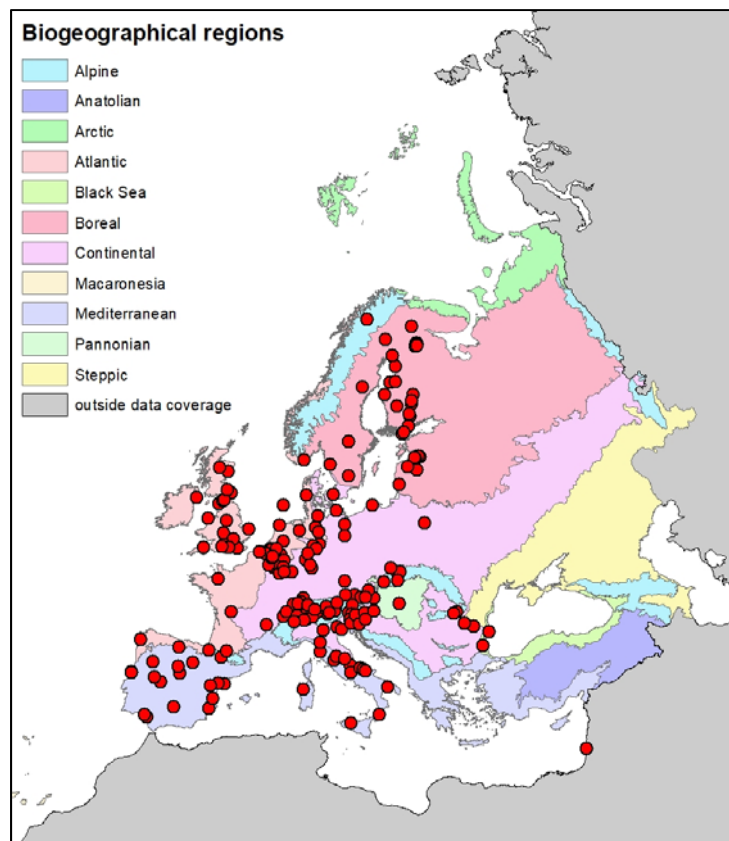 Biogeographical regions
Alpine
Anatolian
Arctic
Atlantic
Black Sea
Boreal
Continental
Macaronesia
Mediterranean
Pannonian
Steppic
outside data coverage